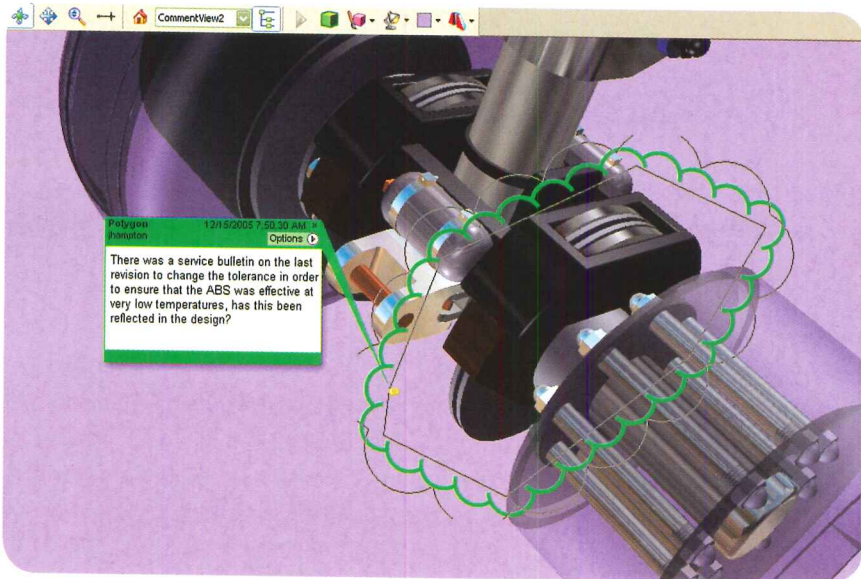 CommentView2
Polygon 12/15/2005 7:50:30 AM ×
jhampton Options
There was a service bulletin on the last
revision to change the tolerance in order
to ensure that the ABS was effective at
very low temperatures, has this been
reflected in the design?